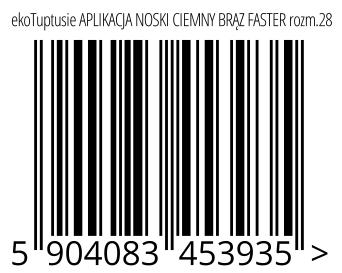 ekoTuptusie APLIKACJA NOSKI CIEMNY BRĄZ FASTER rozm.28
5 904083 453935 >